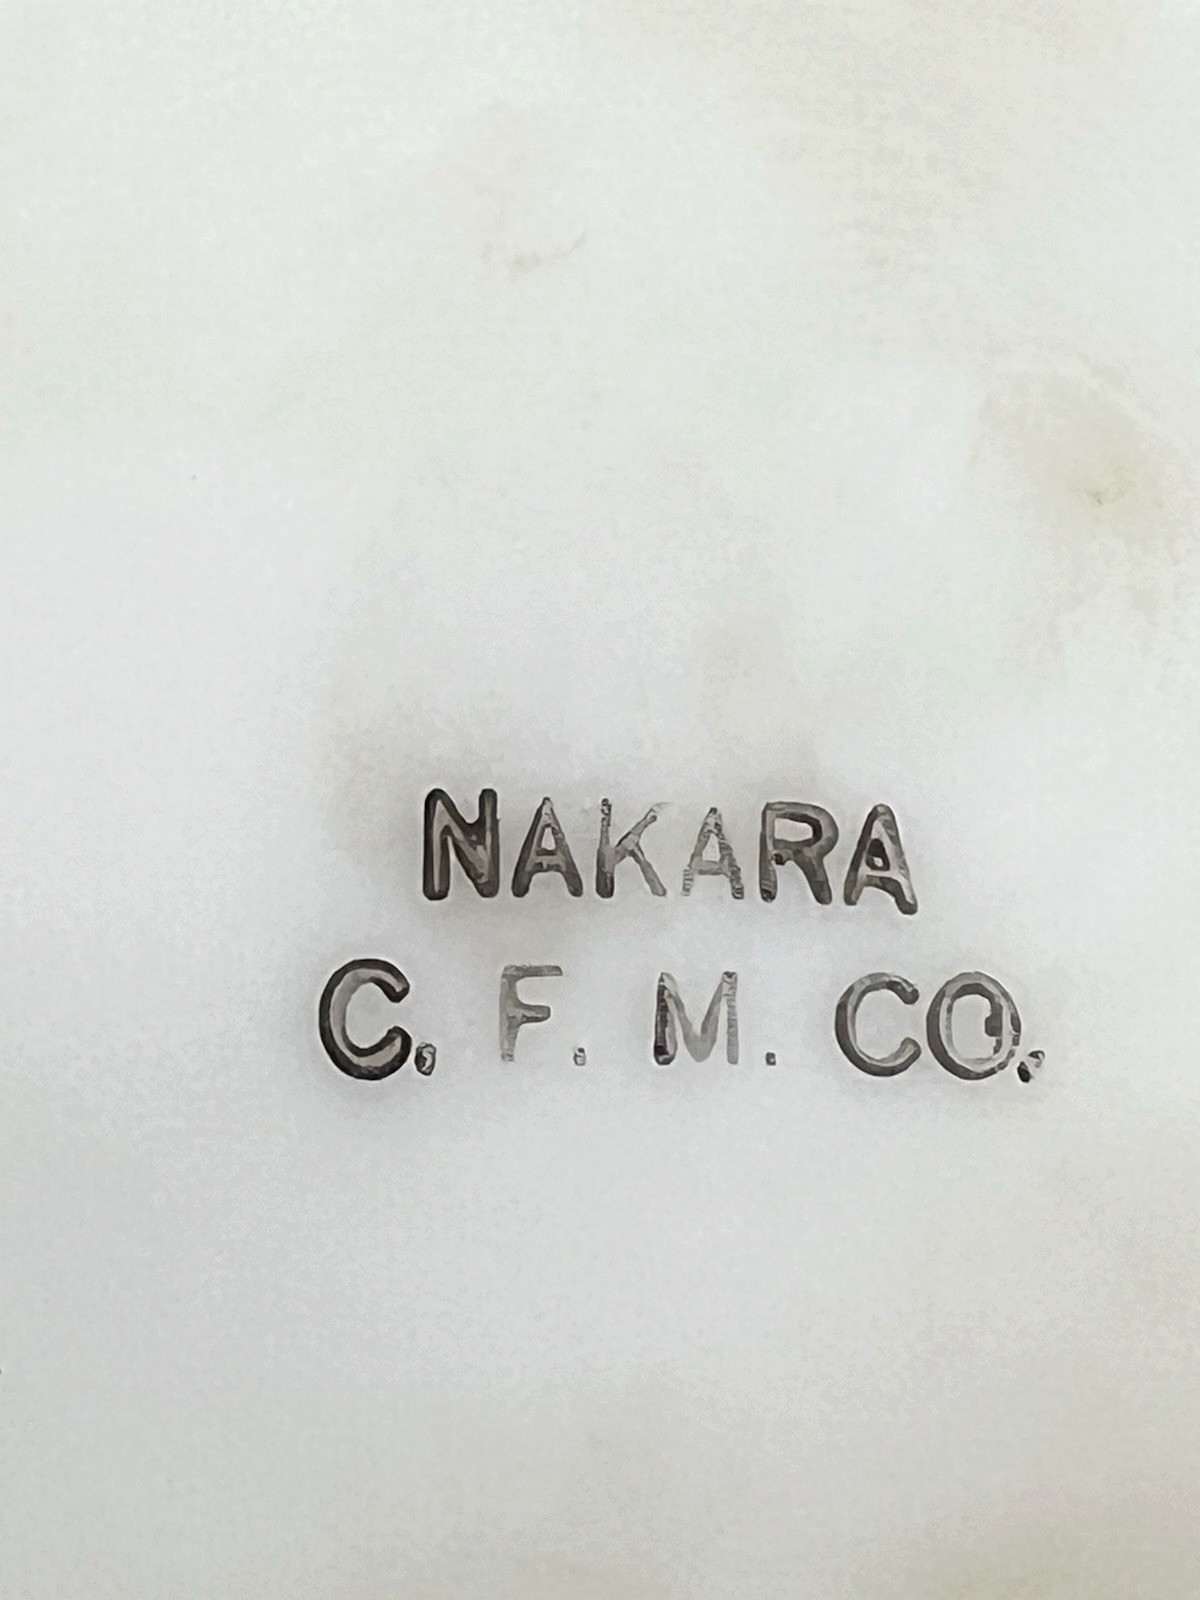 NAKARA
C. F. M. CO.